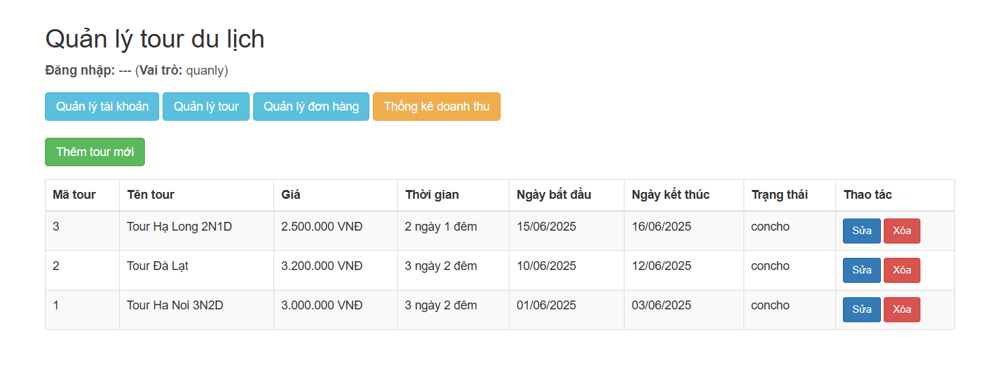 Quản lý tour du lịch
Đăng nhập: --- (Vai trò: quanly)
Quản lý tài khoản Quản lý tour Quản lý đơn hàng Thống kê doanh thu
Thêm tour mới
Mã tour Tên tour Giá Thời gian Ngày bắt đầu Ngày kết thúc Trạng thái Thao tác
3 Tour Hạ Long 2N1D 2.500.000 VNĐ 2 ngày 1 đêm 15/06/2025 16/06/2025 concho Sửa Xóa
2 Tour Đà Lạt 3.200.000 VNĐ 3 ngày 2 đêm 10/06/2025 12/06/2025 concho Sửa Xóa
1 Tour Ha Noi 3N2D 3.000.000 VNĐ 3 ngày 2 đêm 01/06/2025 03/06/2025 concho Sửa Xóa